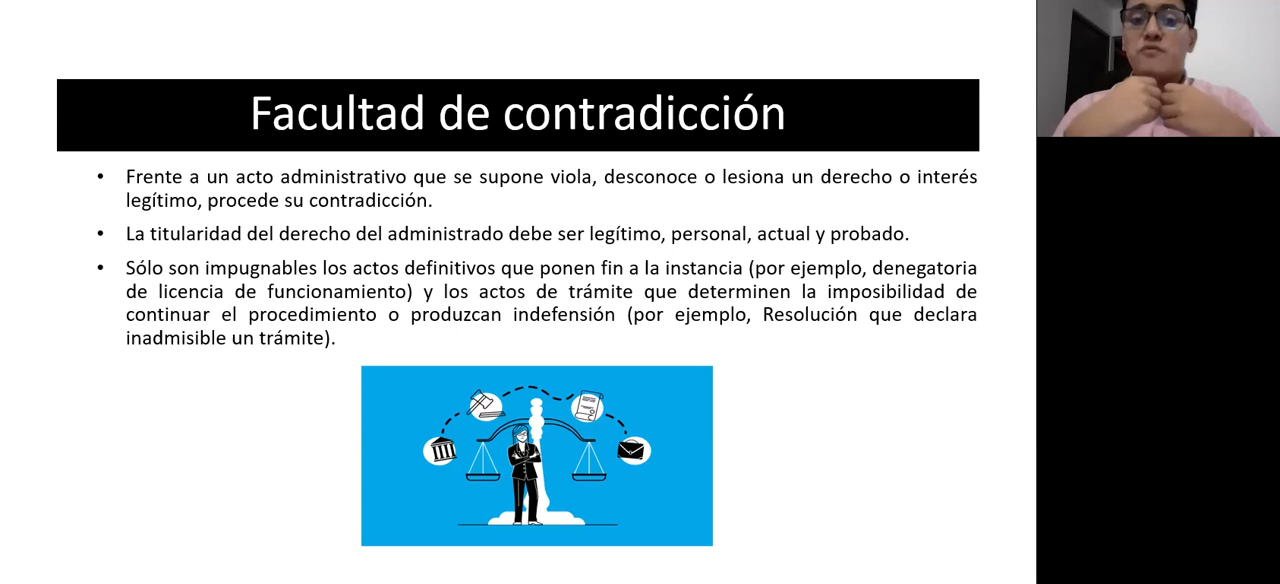 Facultad de contradicción
• Frente a un acto administrativo que se supone viola, desconoce o lesiona un derecho o interés
legítimo, procede su contradicción.
• La titularidad del derecho del administrado debe ser legítimo, personal, actual y probado.
• Sólo son impugnables los actos definitivos que ponen fin a la instancia (por ejemplo, denegatoria
de licencia de funcionamiento) y los actos de trámite que determinen la imposibilidad de
continuar el procedimiento o produzcan indefensión (por ejemplo, Resolución que declara
inadmisible un trámite).